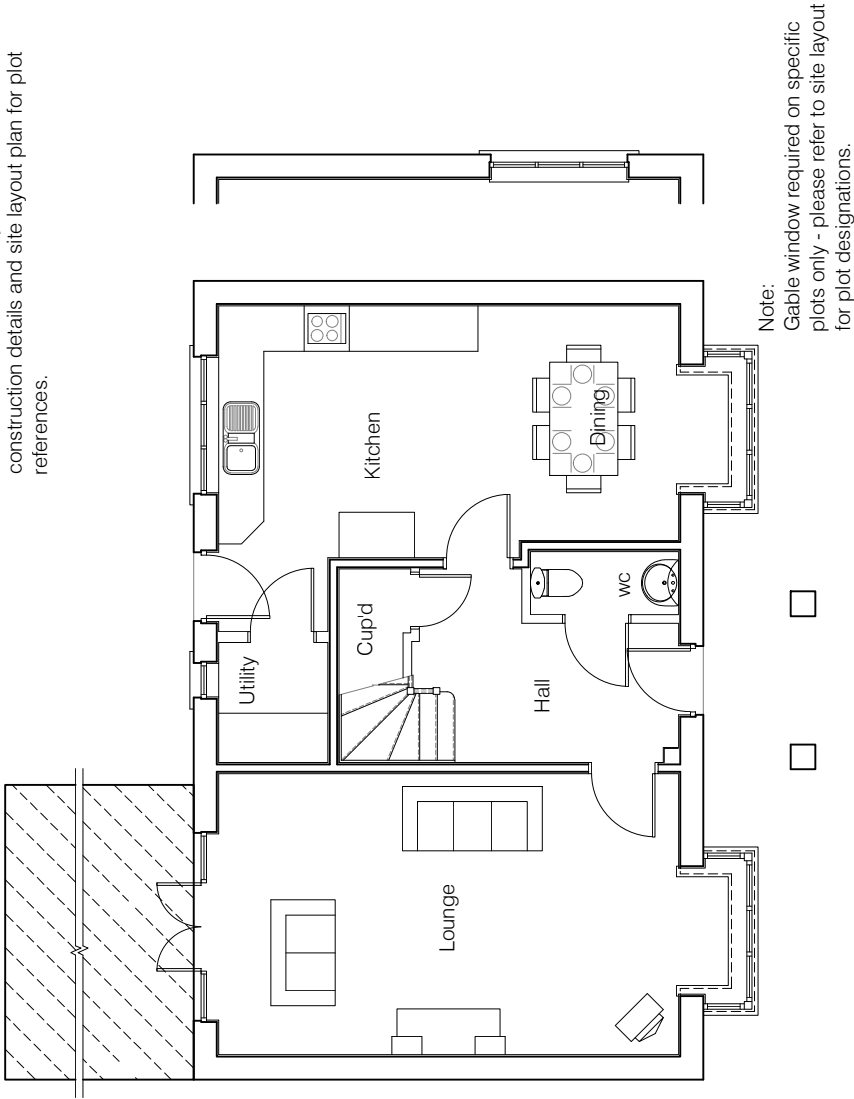 construction details and site layout plan for plot
references.
Kitchen
Dining
Utility
Cup'd
wc
Hall
Lounge
Note:
Gable window required on specific
plots only - please refer to site layout
for plot designations.